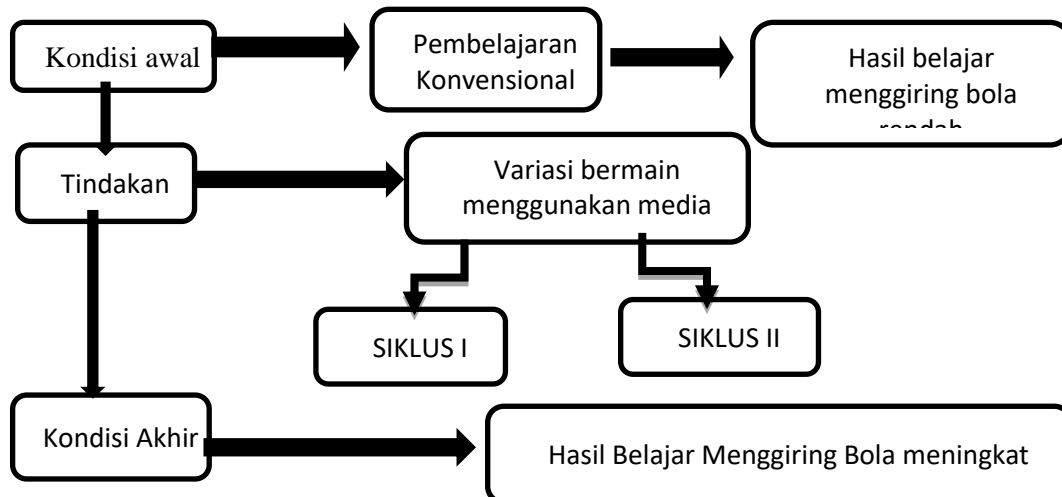 Kondisi awal
Pembelajaran
Konvensional
Hasil belajar
menggiring bola
Tindakan
Variasi bermain
menggunakan media
SIKLUS I
SIKLUS II
Kondisi Akhir
Hasil Belajar Menggiring Bola meningkat